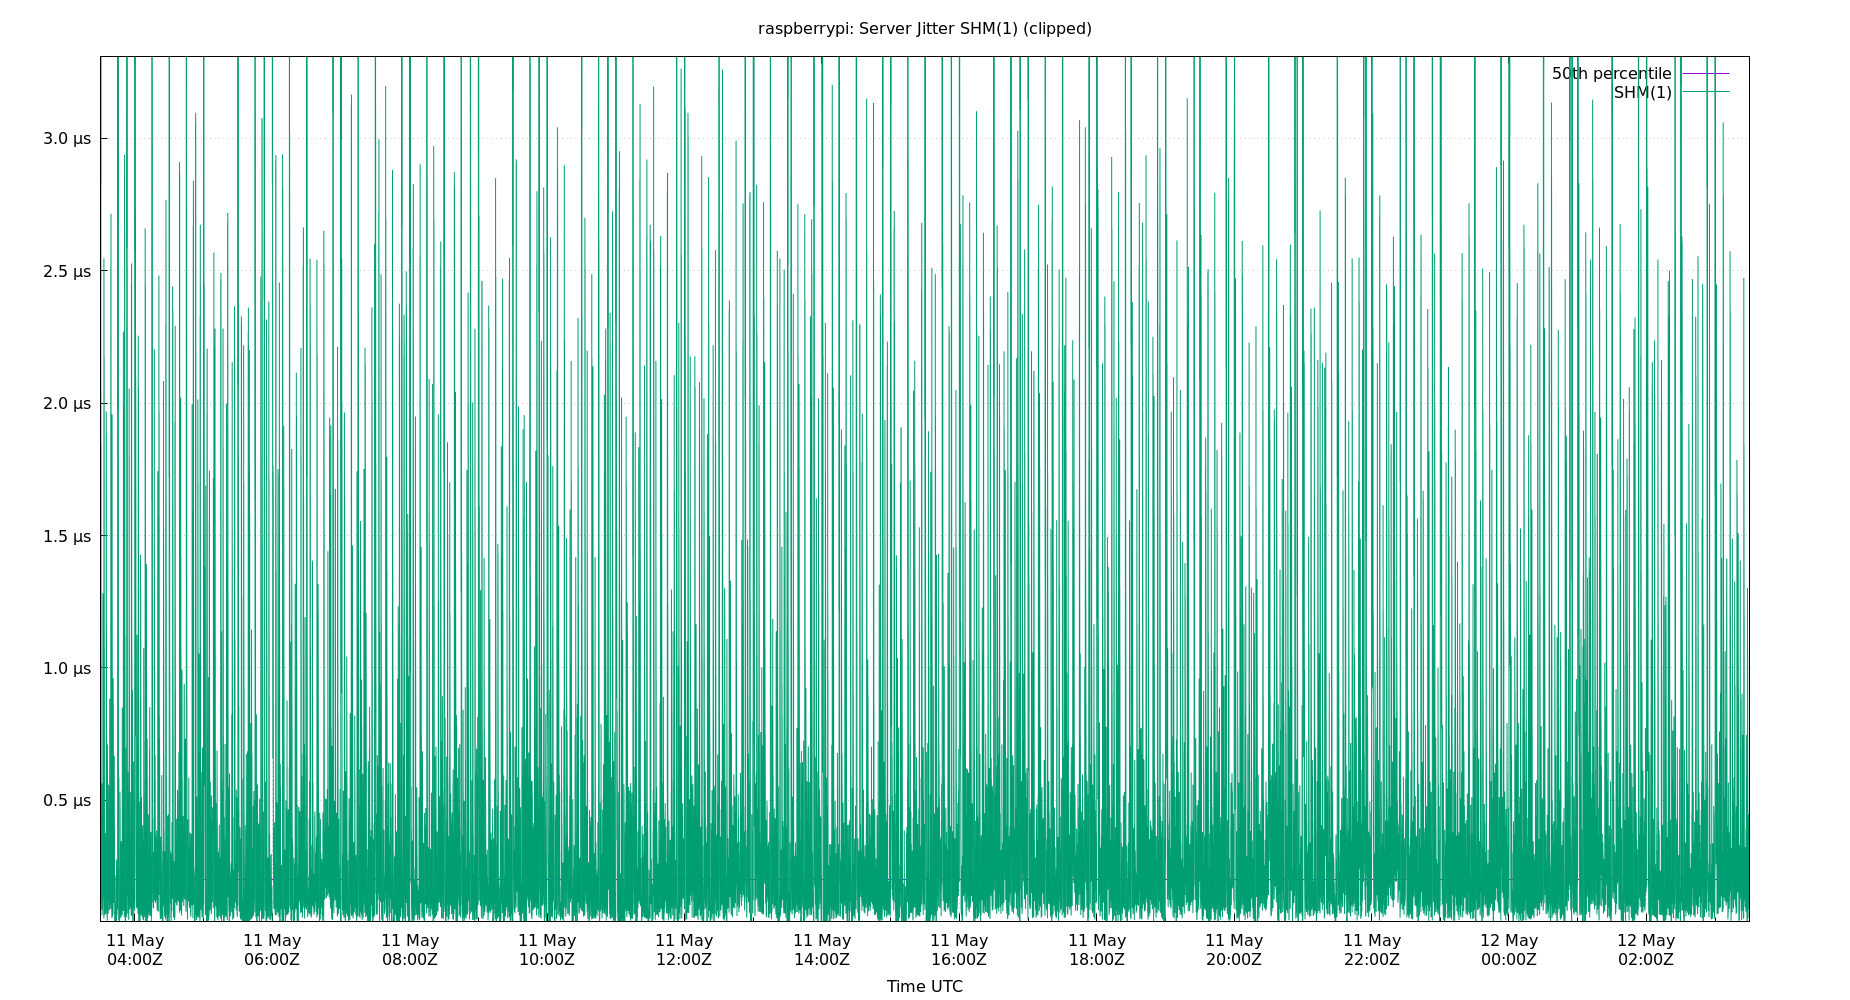 raspberrypi: Server Jitter SHM(1) (clipped)
50th percentile
SHM(1)
3.0 µs
2.5 µs
2.0 µs
1.5 µs
1.0 µs
0.5 µs
11 May 11 May 11 May 11 May 11 May 11 May 11 May 11 May 11 May 11 May 12 May 12 May
04:00Z 06:00Z 08:00Z 10:00Z 12:00Z 14:00Z 16:00Z 18:00Z 20:00Z 22:00Z 00:00Z 02:00Z
Time UTC